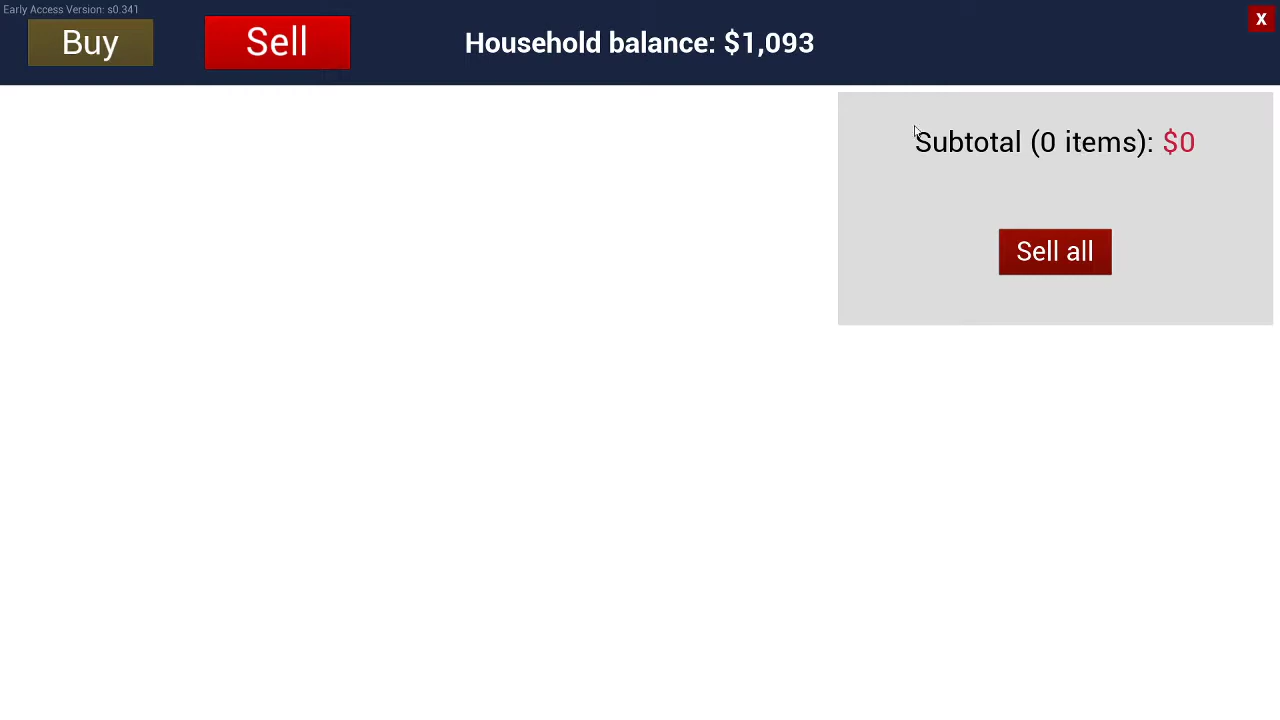 Early Access Version: s0.341
Buy
Sell
Household balance: $1,093
X
Subtotal (0 items): $0
Sell all